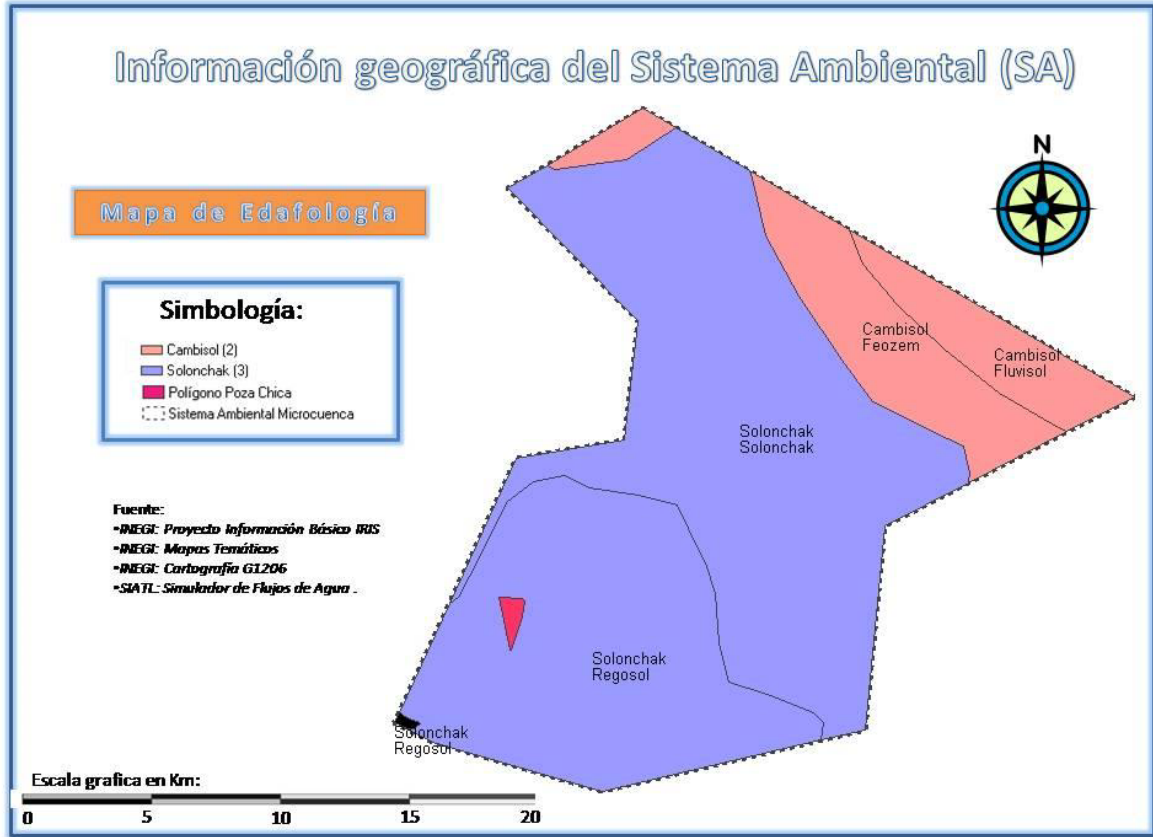 Información geográfica del Sistema Ambiental (SA)
N
Mapa de Edafología
Simbología:
Cambisol (2)
Solonchak (3)
Polígono Poza Chica
Sistema Ambiental Microcuenca
Cambisol
Feozem
Cambisol
Fluvisol
Solonchak
Solonchak
Fuente:
•INEGI: Proyecto Información Básico IRIS
•INEGI: Mapas Temáticos
•INEGI: Cartografía G1206
•SIATL: Simulador de Flujos de Agua .
Solonchak
Regosol
Solonchak
Regosol
Escala grafica en Km:
0 5 10 15 20